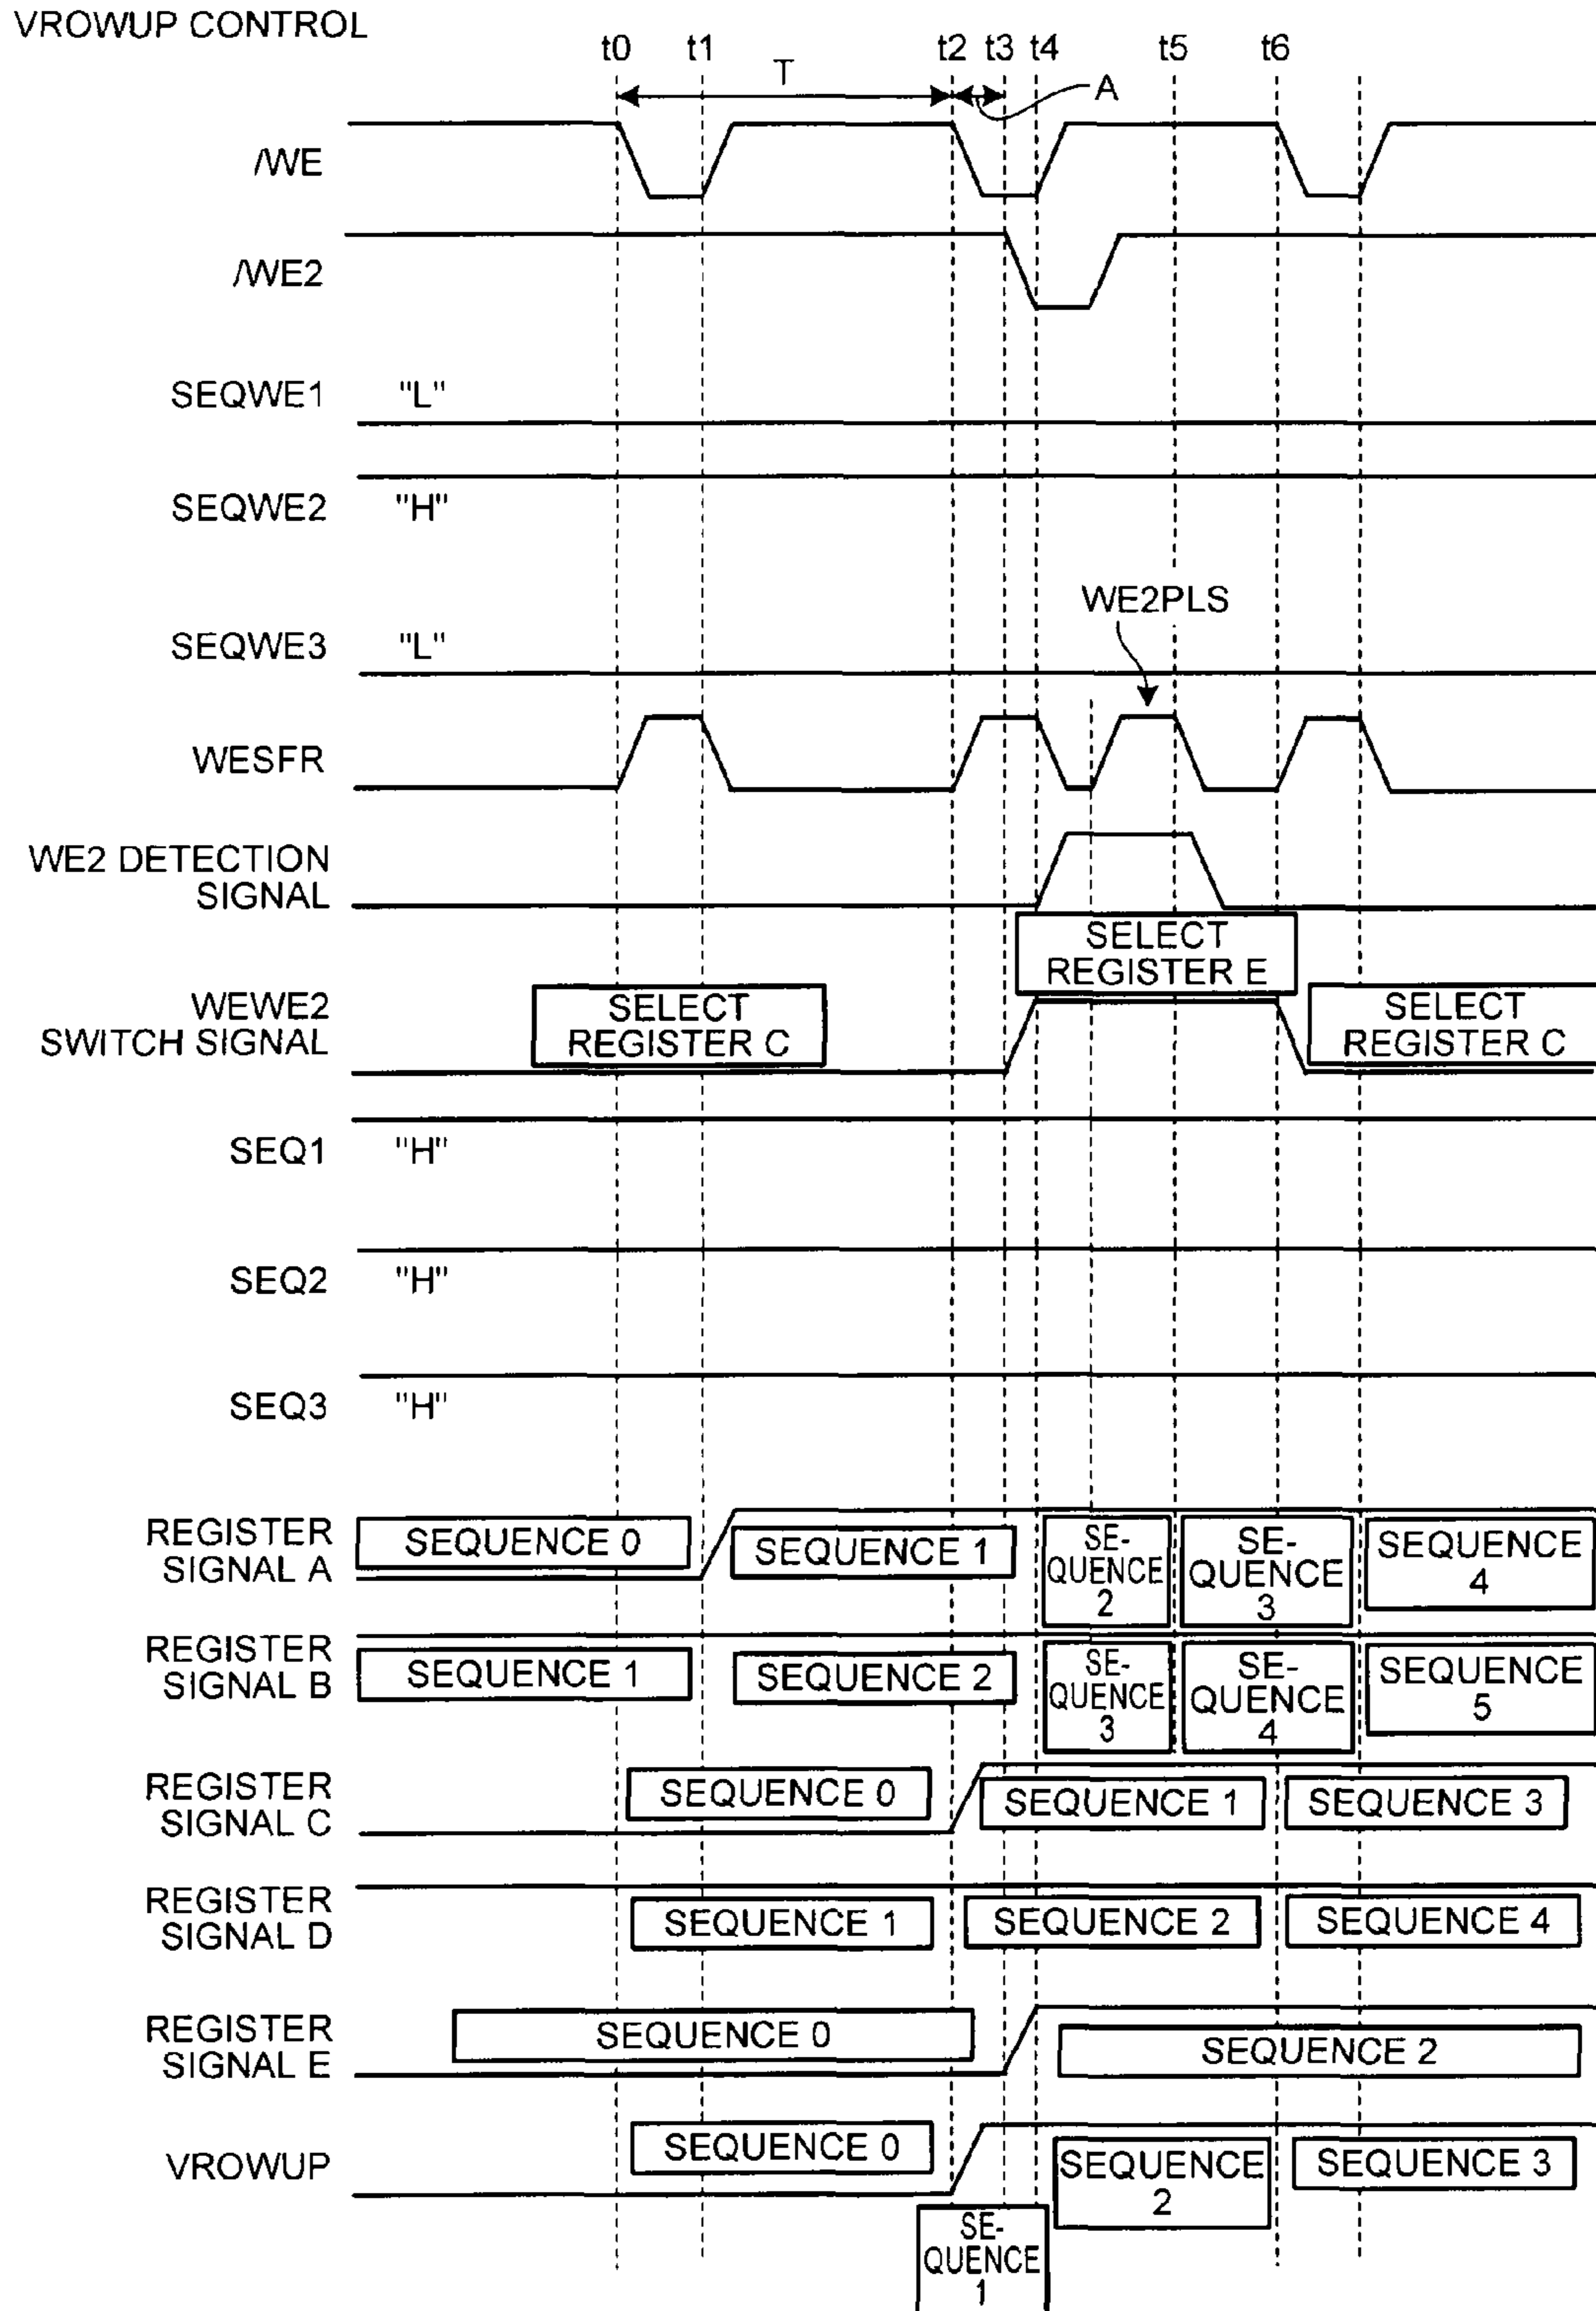 VROWUP CONTROL
t0 t1 t2 t3 t4 t5 t6
T
A
/WE
/WE2
SEQWE1 "L"
SEQWE2 "H"
WE2PLS
SEQWE3 "L"
WESFR
WE2 DETECTION
SIGNAL
SELECT
REGISTER E
WEWE2
SWITCH SIGNAL
SELECT
REGISTER C
SELECT
REGISTER C
SEQ1 "H"
SEQ2 "H"
SEQ3 "H"
REGISTER
SIGNAL A
SEQUENCE 0
SEQUENCE 1
SE-
QUENCE
2
SE-
QUENCE
3
SEQUENCE
4
REGISTER
SIGNAL B
SEQUENCE 1
SEQUENCE 2
SE-
QUENCE
3
SE-
QUENCE
4
SEQUENCE
5
REGISTER
SIGNAL C
SEQUENCE 0
SEQUENCE 1
SEQUENCE 3
REGISTER
SIGNAL D
SEQUENCE 1
SEQUENCE 2
SEQUENCE 4
REGISTER
SIGNAL E
SEQUENCE 0
SEQUENCE 2
VROWUP
SEQUENCE 0
SE-
QUENCE
1
SEQUENCE
2
SEQUENCE 3